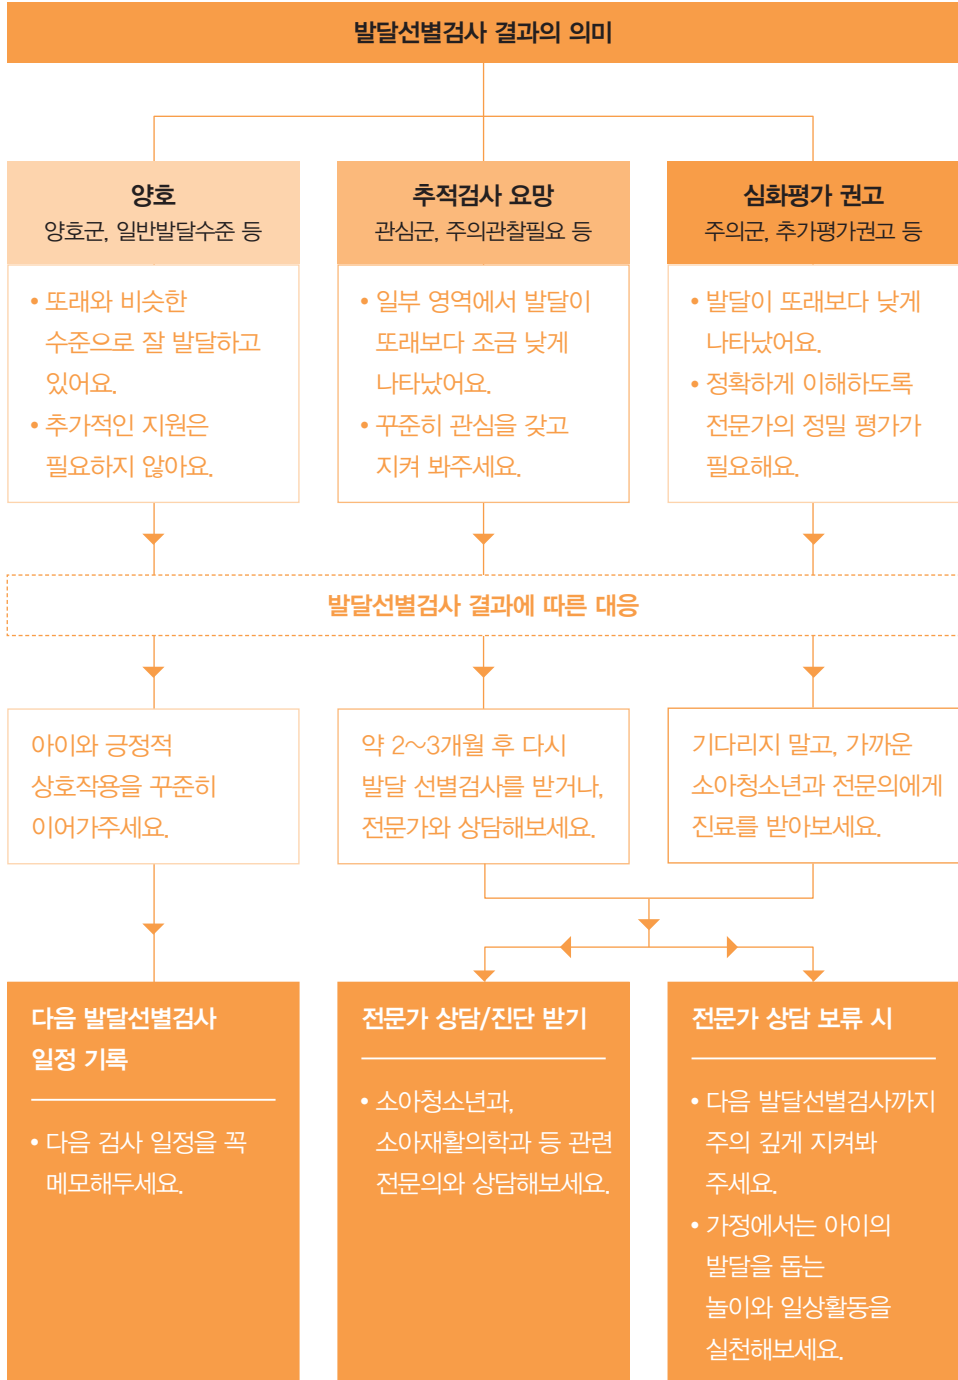 발달선별검사 결과의 의미
양호
양호군, 일반발달수준 등
• 또래와 비슷한
수준으로 잘 발달하고
있어요.
• 추가적인 지원은
필요하지 않아요.
추적검사 요망
관심군, 주의관찰필요 등
• 일부 영역에서 발달이
또래보다 조금 낮게
나타났어요.
• 꾸준히 관심을 갖고
지켜 봐주세요.
심화평가 권고
주의군, 추가평가권고 등
• 발달이 또래보다 낮게
나타났어요.
• 정확하게 이해하도록
전문가의 정밀 평가가
필요해요.
발달선별검사 결과에 따른 대응
아이와 긍정적
상호작용을 꾸준히
이어가주세요.
약 2~3개월 후 다시
발달 선별검사를 받거나,
전문가와 상담해보세요.
기다리지 말고, 가까운
소아청소년과 전문의에게
진료를 받아보세요.
다음 발달선별검사
일정 기록
• 다음 검사 일정을 꼭
메모해두세요.
전문가 상담/진단 받기
• 소아청소년과,
소아재활의학과 등 관련
전문의와 상담해보세요.
전문가 상담 보류 시
• 다음 발달선별검사까지
주의 깊게 지켜봐
주세요.
• 가정에서는 아이의
발달을 돕는
놀이와 일상활동을
실천해보세요.